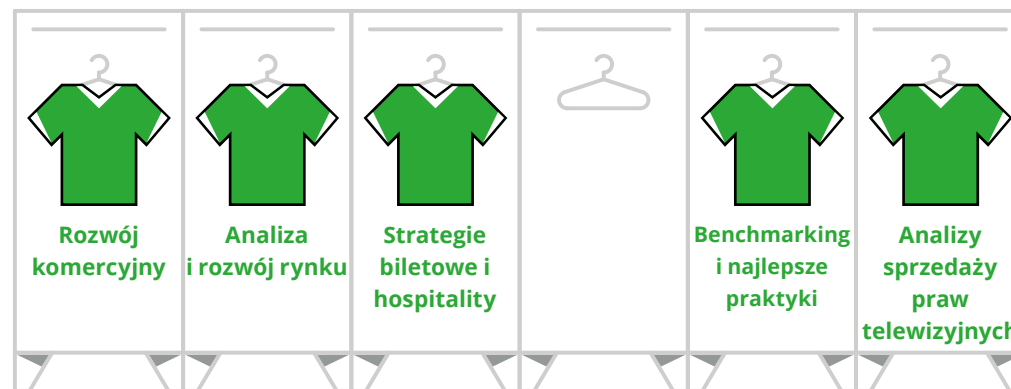 Rozwój
komercyjny
Analiza
i rozwój rynku
Strategie
biletowe i
hospitality
Benchmarking
i najlepsze
praktyki
Analizy
sprzedaży
praw
telewizyjnych